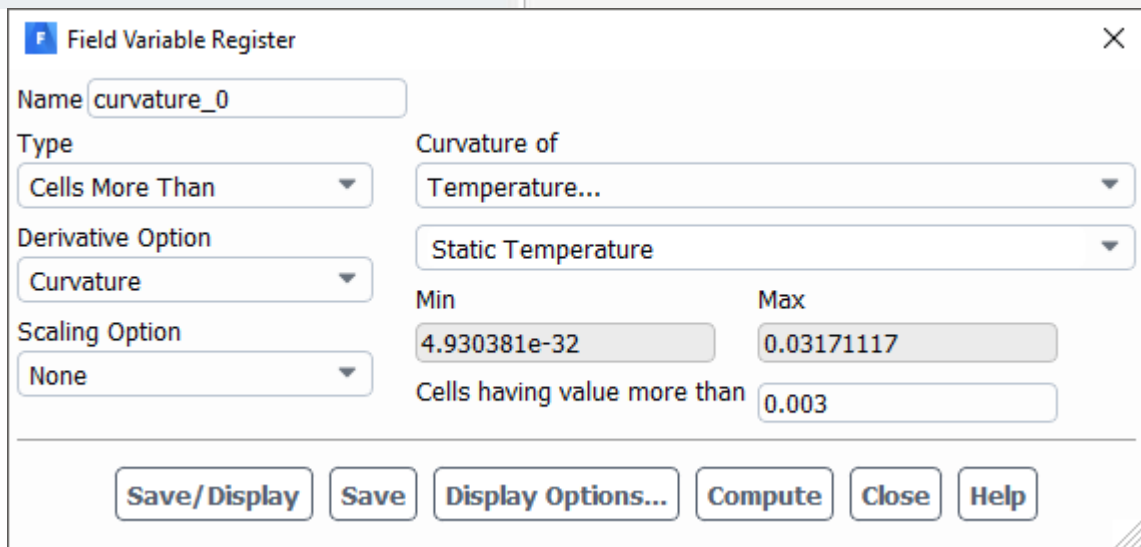 F Field Variable Register
Name curvature_0
Type
Cells More Than
Derivative Option
Curvature
Scaling Option
None
Curvature of
Temperature...
Static Temperature
Min Max
4.930381e-32 0.03171117
Cells having value more than 0.003
Save/Display Save Display Options... Compute Close Help